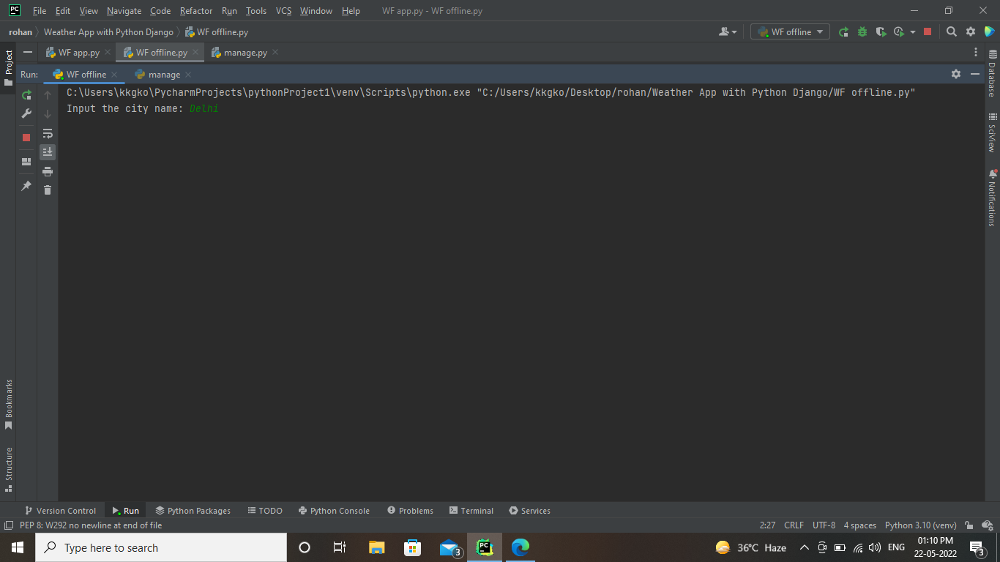 PC File Edit View Navigate Code Refactor Run Tools VCS Window Help WF app.py - WF offline.py
rohan Weather App with Python Django WF offline.py WF offline
WF app.py WF offline.py manage.py
Run: WF offline manage
C:\Users\kkgko\PycharmProjects\pythonProject1\venv\Scripts\python.exe "C:/Users/kkgko/Desktop/rohan/Weather App with Python Django/WF offline.py"
Input the city name: Delhi
Project
Bookmarks
Structure
Database
SciView
Notifications
Version Control Run Python Packages TODO Python Console Problems Terminal Services
PEP 8: W292 no newline at end of file 2:27 CRLF UTF-8 4 spaces Python 3.10 (venv)
Type here to search 3 PC 36°C Haze ENG 01:10 PM
22-05-2022 3